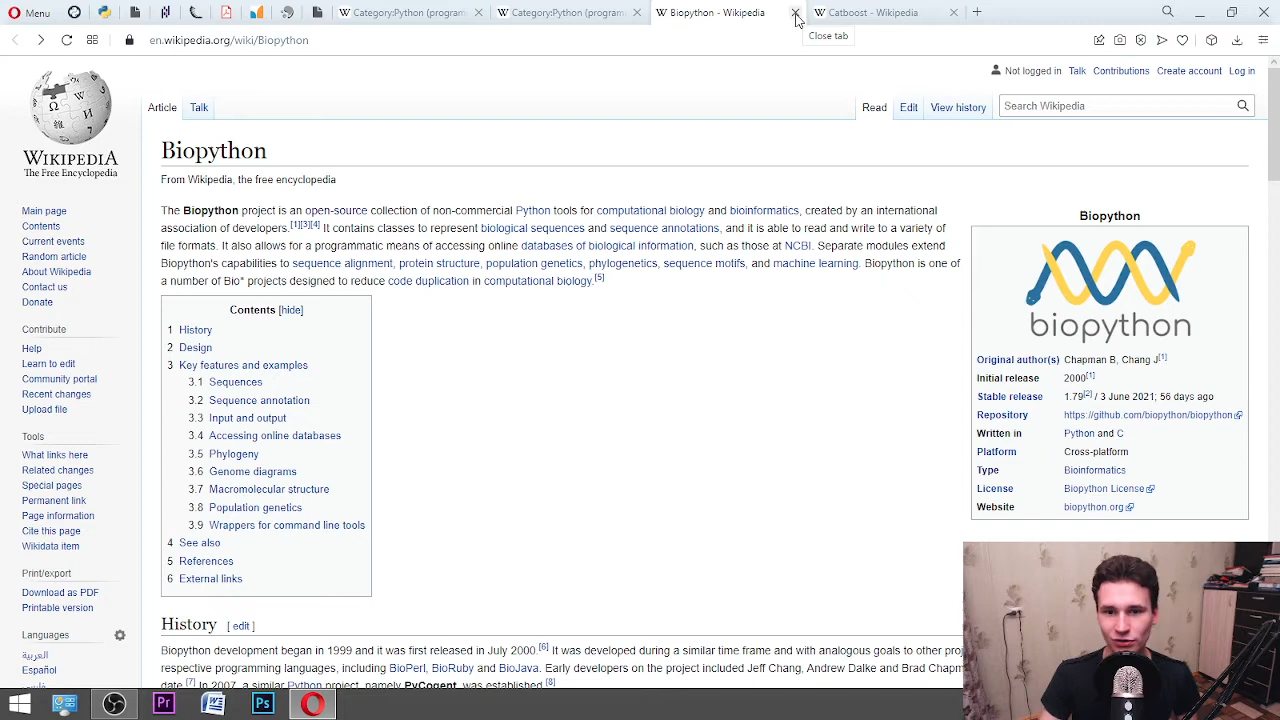 Menu
Category:Python (program
Category:Python (program
Biopython - Wikipedia
Catboost - Wikipedia
Close tab
en.wikipedia.org/wiki/Biopython
Not logged in Talk Contributions Create account Log in
Article Talk
Read Edit View history
Search Wikipedia
WIKIPEDIA
The Free Encyclopedia
Main page
Contents
Current events
Random article
About Wikipedia
Contact us
Donate
Contribute
Help
Learn to edit
Community portal
Recent changes
Upload file
Tools
What links here
Related changes
Special pages
Permanent link
Page information
Cite this page
Wikidata item
Print/export
Download as PDF
Printable version
Languages
العربية
Español
Biopython
From Wikipedia, the free encyclopedia
The Biopython project is an open-source collection of non-commercial Python tools for computational biology and bioinformatics, created by an international
association of developers.[1][3][4] It contains classes to represent biological sequences and sequence annotations, and it is able to read and write to a variety of
file formats. It also allows for a programmatic means of accessing online databases of biological information, such as those at NCBI. Separate modules extend
Biopython's capabilities to sequence alignment, protein structure, population genetics, phylogenetics, sequence motifs, and machine learning. Biopython is one of
a number of Bio* projects designed to reduce code duplication in computational biology.[5]
Contents [hide]
1 History
2 Design
3 Key features and examples
3.1 Sequences
3.2 Sequence annotation
3.3 Input and output
3.4 Accessing online databases
3.5 Phylogeny
3.6 Genome diagrams
3.7 Macromolecular structure
3.8 Population genetics
3.9 Wrappers for command line tools
4 See also
5 References
6 External links
History [ edit ]
Biopython development began in 1999 and it was first released in July 2000.[6] It was developed during a similar time frame and with analogous goals to other
respective programming languages, including BioPerl, BioRuby and BioJava. Early developers on the project included Jeff Chang, Andrew Dalke and Brad Chapm
date.[7] In 2007, a similar Python project, namely PyCogent, was established.[8]
Biopython
biopython
Original author(s) Chapman B, Chang J[1]
Initial release 2000[1]
Stable release 1.79[2] / 3 June 2021; 56 days ago
Repository https://github.com/biopython/biopython
Written in Python and C
Platform Cross-platform
Type Bioinformatics
License Biopython License
Website biopython.org
Pr
Ps